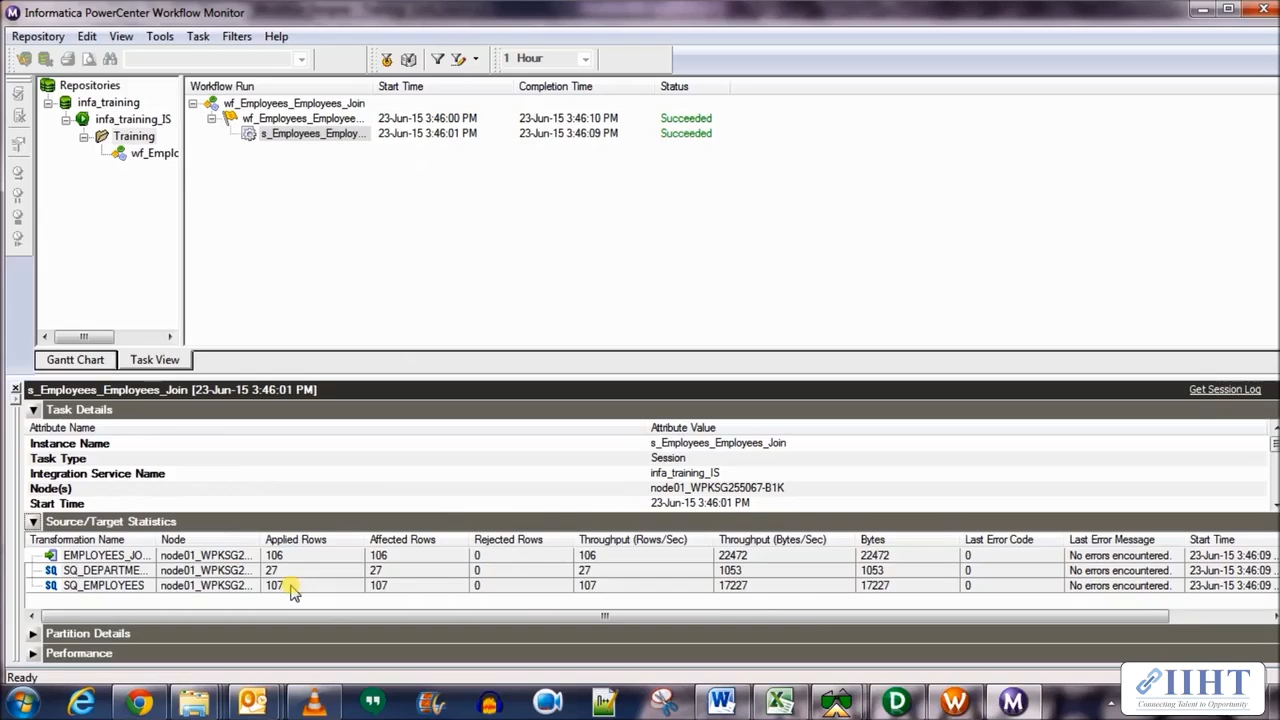 Informatica PowerCenter Workflow Monitor
Repository Edit View Tools Task Filters Help
1 Hour
Repositories
infa_training
infa_training_IS
Training
wf_Emplc
Workflow Run Start Time Completion Time Status
wf_Employees_Employees_Join
wf_Employees_Employee... 23-Jun-15 3:46:00 PM 23-Jun-15 3:46:10 PM Succeeded
s_Employees_Employ... 23-Jun-15 3:46:01 PM 23-Jun-15 3:46:09 PM Succeeded
Gantt Chart Task View
s_Employees_Employees_Join [23-Jun-15 3:46:01 PM] Get Session Log
Task Details
Attribute Name Attribute Value
Instance Name s_Employees_Employees_Join
Task Type Session
Integration Service Name infa_training_IS
Node(s) node01_WPKSG255067-B1K
Start Time 23-Jun-15 3:46:01 PM
Source/Target Statistics
Transformation Name Node Applied Rows Affected Rows Rejected Rows Throughput (Rows/Sec) Throughput (Bytes/Sec) Bytes Last Error Code Last Error Message Start Time
EMPLOYEES_JO... node01_WPKSG2... 106 106 0 106 22472 22472 0 No errors encountered. 23-Jun-15 3:46:09
SQ_DEPARTME... node01_WPKSG2... 27 27 0 27 1053 1053 0 No errors encountered. 23-Jun-15 3:46:09
SQ_EMPLOYEES node01_WPKSG2... 107 107 0 107 17227 17227 0 No errors encountered. 23-Jun-15 3:46:09
Partition Details
Performance
Ready
IIHT
Connecting Talent to Opportunity